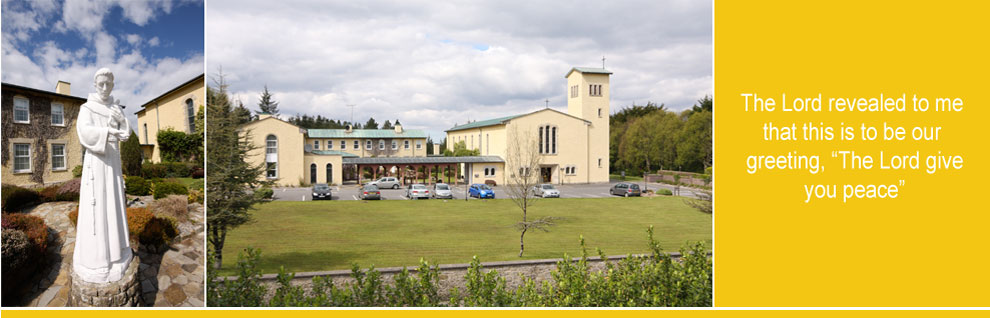 The Lord revealed to me
that this is to be our
greeting, “The Lord give
you peace”